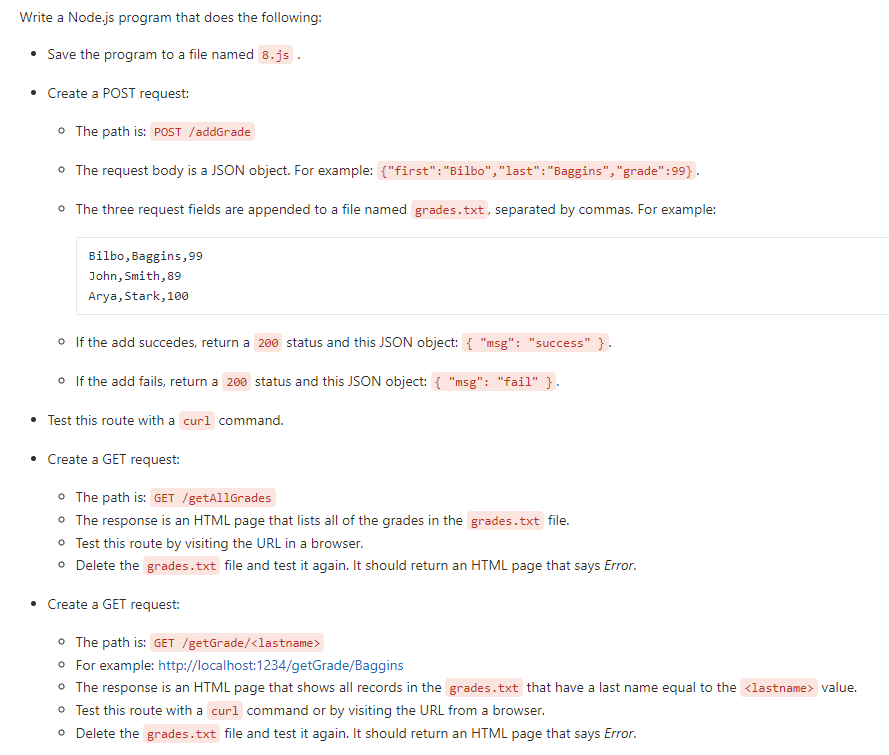 Write a Node.js program that does the following:
Save the program to a file named 8.js .
Create a POST request:
The path is: POST /addGrade
The request body is a JSON object. For example: {"first":"Bilbo","last":"Baggins","grade":99}.
The three request fields are appended to a file named grades.txt, separated by commas. For example:
Bilbo,Baggins,99
John,Smith,89
Arya,Stark,100
If the add succedes, return a 200 status and this JSON object: { "msg": "success" }.
If the add fails, return a 200 status and this JSON object: { "msg": "fail" }.
Test this route with a curl command.
Create a GET request:
The path is: GET /getAllGrades
The response is an HTML page that lists all of the grades in the grades.txt file.
Test this route by visiting the URL in a browser.
Delete the grades.txt file and test it again. It should return an HTML page that says Error.
Create a GET request:
The path is: GET /getGrade/<lastname>
For example: http://localhost:1234/getGrade/Baggins
The response is an HTML page that shows all records in the grades.txt that have a last name equal to the <lastname> value.
Test this route with a curl command or by visiting the URL from a browser.
Delete the grades.txt file and test it again. It should return an HTML page that says Error.